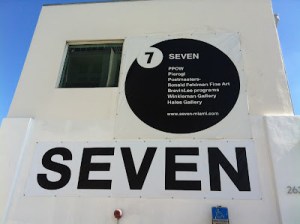 7 SEVEN
PPOW
Pierogi
Postmasters
Ronald Feldman Fine Art
BravinLee programs
Winkleman Gallery
Hales Gallery
www.seven-miami.com
SEVEN